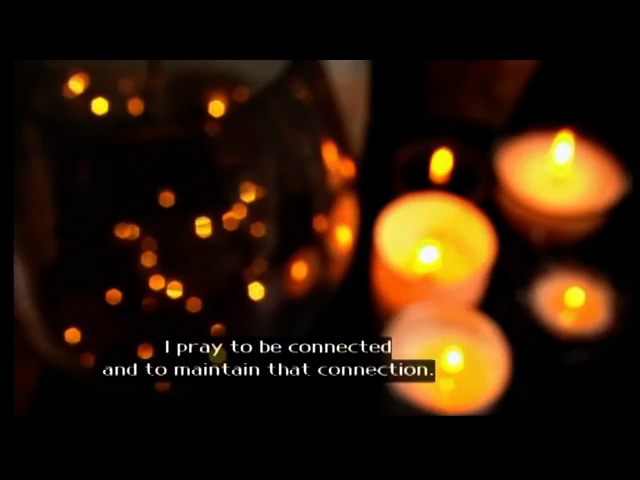 I pray to be connected
and to maintain that connection.